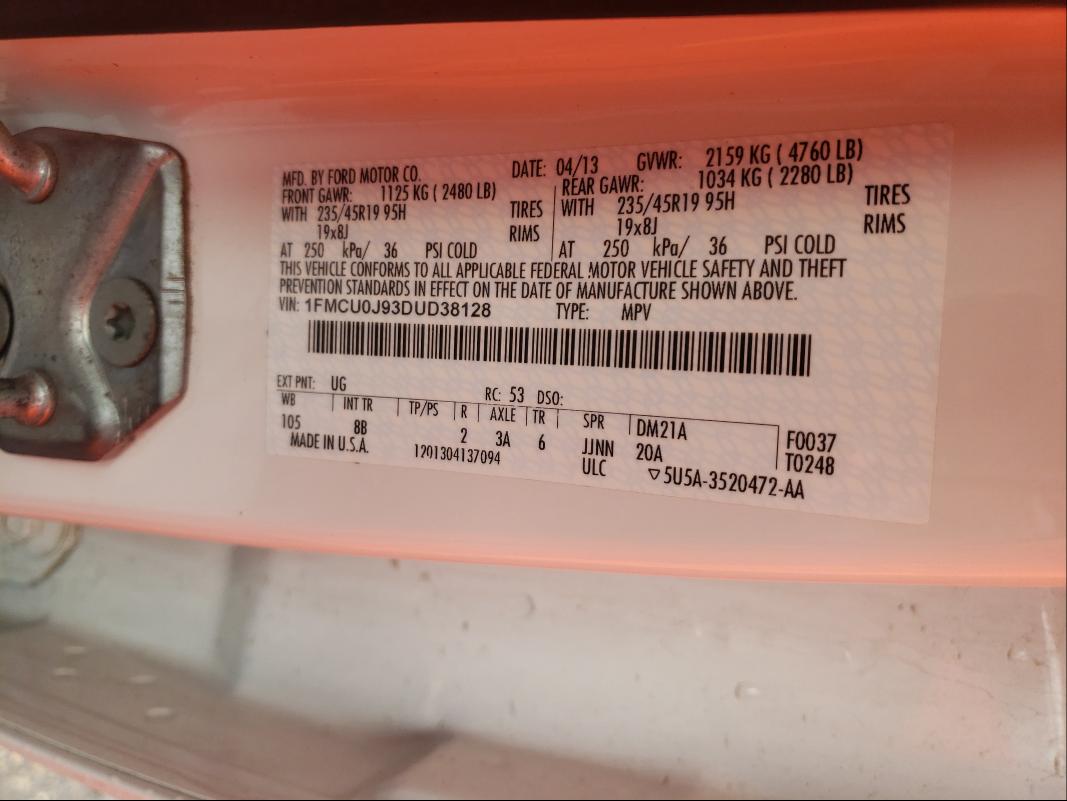 MFD. BY FORD MOTOR CO. DATE: 04/13 GVWR: 2159 KG ( 4760 LB)
FRONT GAWR: 1125 KG ( 2480 LB) REAR GAWR: 1034 KG ( 2280 LB)
WITH 235/45R19 95H TIRES WITH 235/45R19 95H TIRES
19x8J RIMS 19x8J RIMS
AT 250 kPa/ 36 PSI COLD AT 250 kPa/ 36 PSI COLD
THIS VEHICLE CONFORMS TO ALL APPLICABLE FEDERAL MOTOR VEHICLE SAFETY AND THEFT
PREVENTION STANDARDS IN EFFECT ON THE DATE OF MANUFACTURE SHOWN ABOVE.
VIN: 1FMCU0J93DUD38128 TYPE: MPV
EXT PNT: UG RC: 53 DSO:
WB INT TR TP/PS R AXLE TR SPR DM21A F0037
105 8B 2 3A 6 JJNN 20A T0248
MADE IN U.S.A. 1201304137094 ULC ▽5U5A-3520472-AA